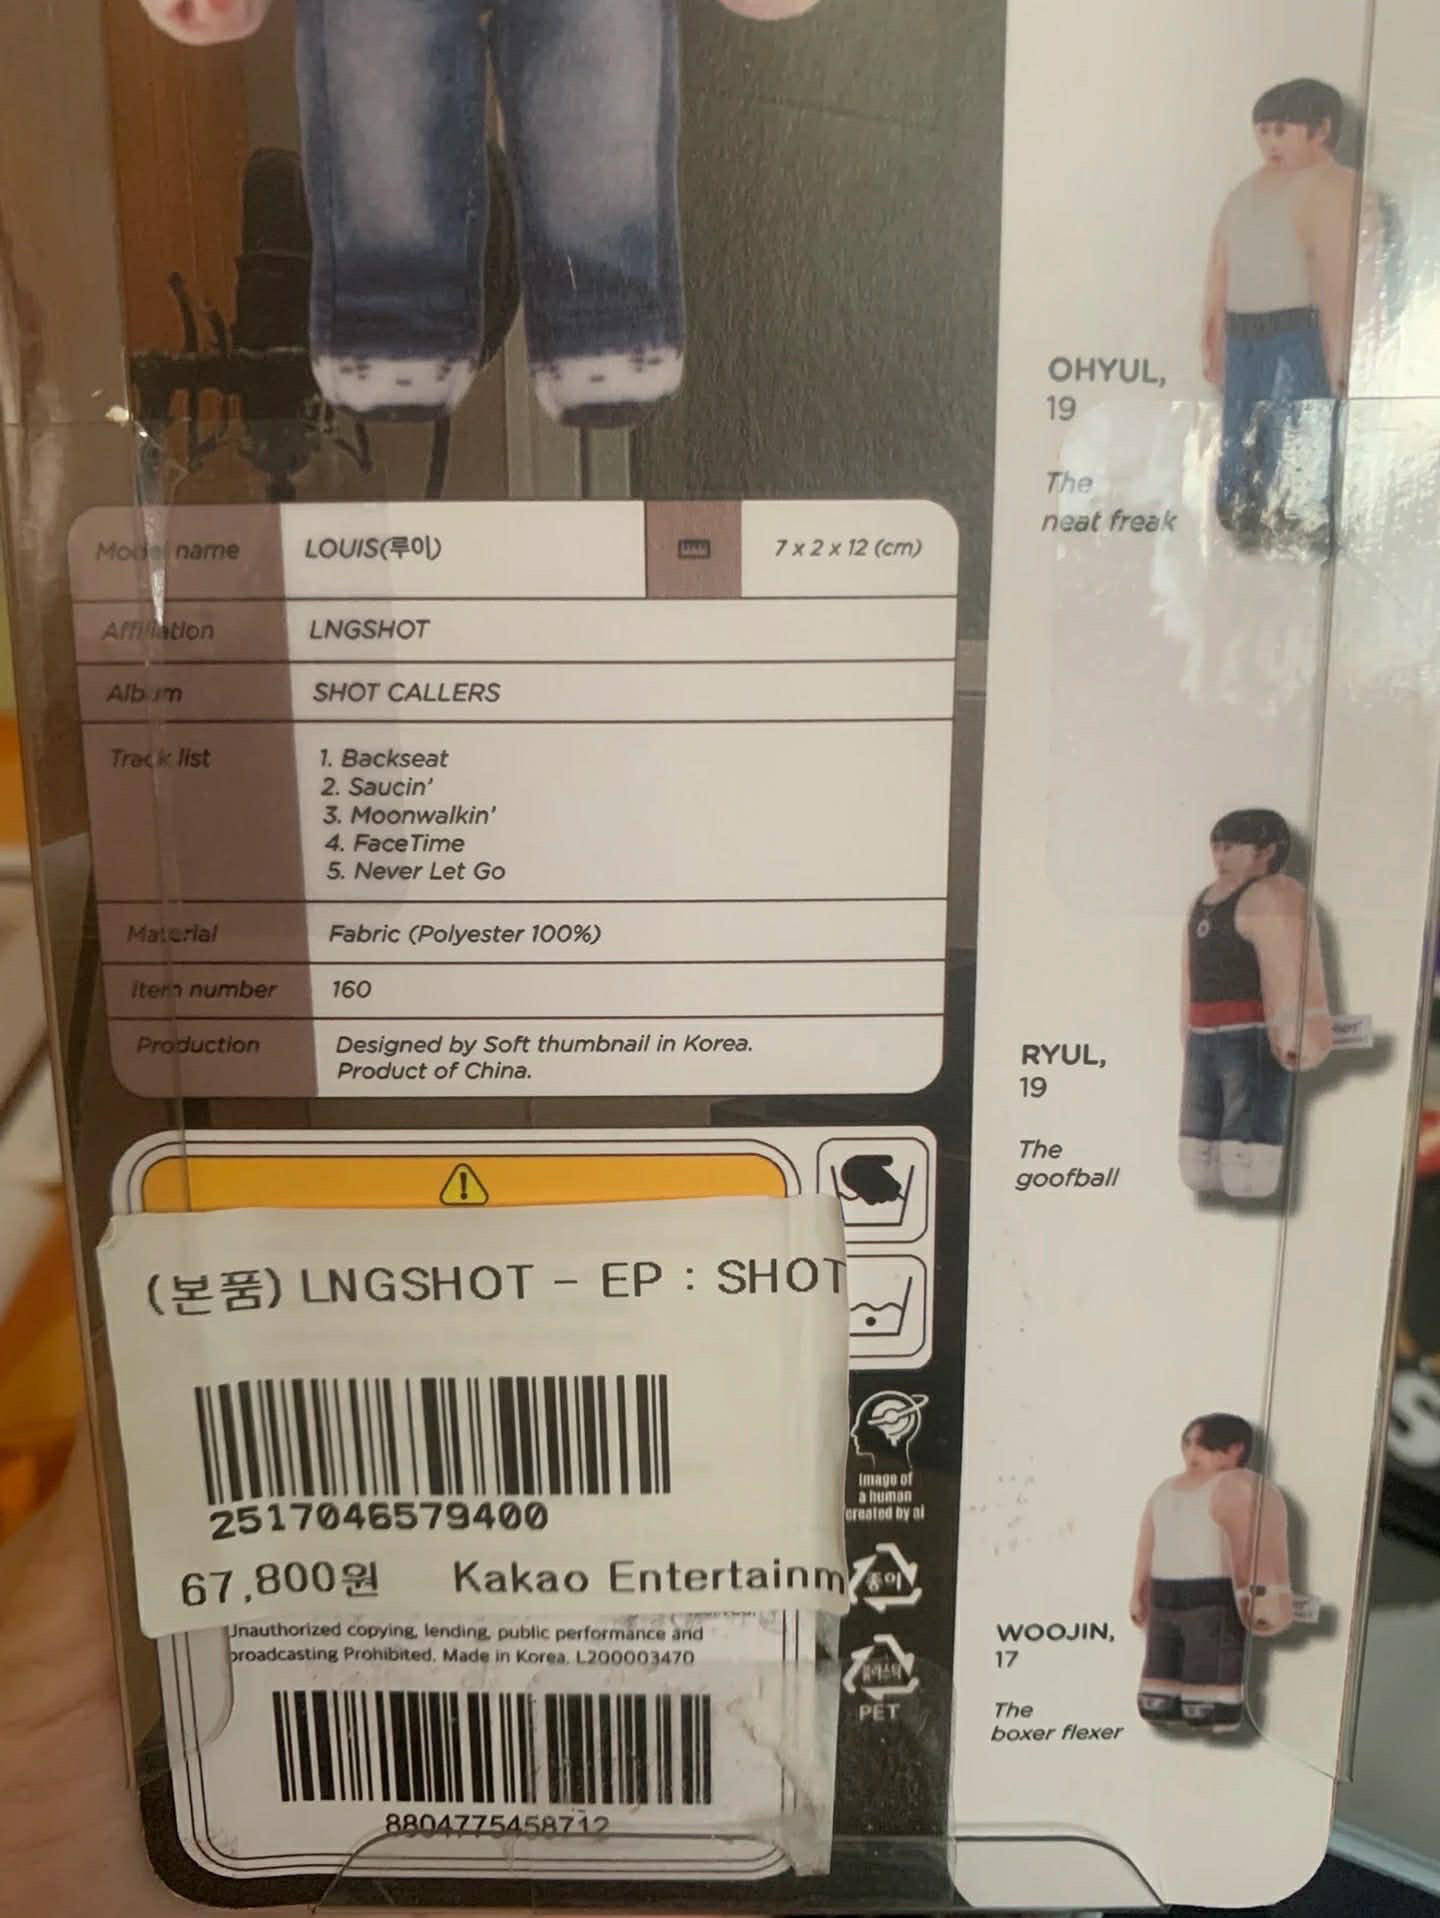 Model name
LOUIS(루이)
7 x 2 x 12 (cm)
Affiliation
LNGSHOT
Album
SHOT CALLERS
Track list
1. Backseat
2. Saucin'
3. Moonwalkin'
4. FaceTime
5. Never Let Go
Material
Fabric (Polyester 100%)
Item number
160
Production
Designed by Soft thumbnail in Korea.
Product of China.
(본품) LNGSHOT - EP : SHOT
2517046579400
67,800원 Kakao Entertainm
Unauthorized copying, lending, public performance and
broadcasting Prohibited. Made in Korea. L200003470
8804775458712
Image of
a human
created by ai
종이
플라스틱
PET
OHYUL,
19
The
neat freak
RYUL,
19
The
goofball
WOOJIN,
17
The
boxer flexer